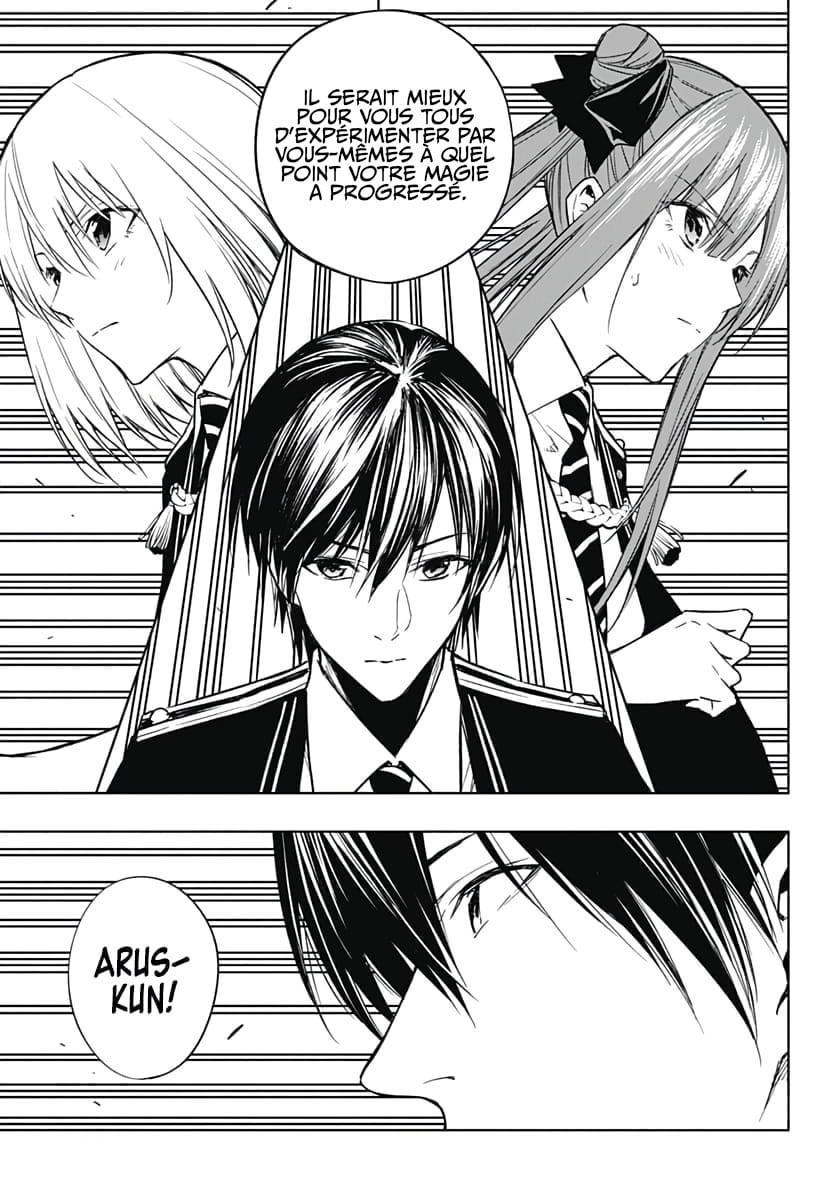 IL SERAIT MIEUX
POUR VOUS TOUS
D'EXPÉRIMENTER PAR
VOUS-MÊMES À QUEL
POINT VOTRE MAGIE
A PROGRESSÉ.
ARUS-
KUN!